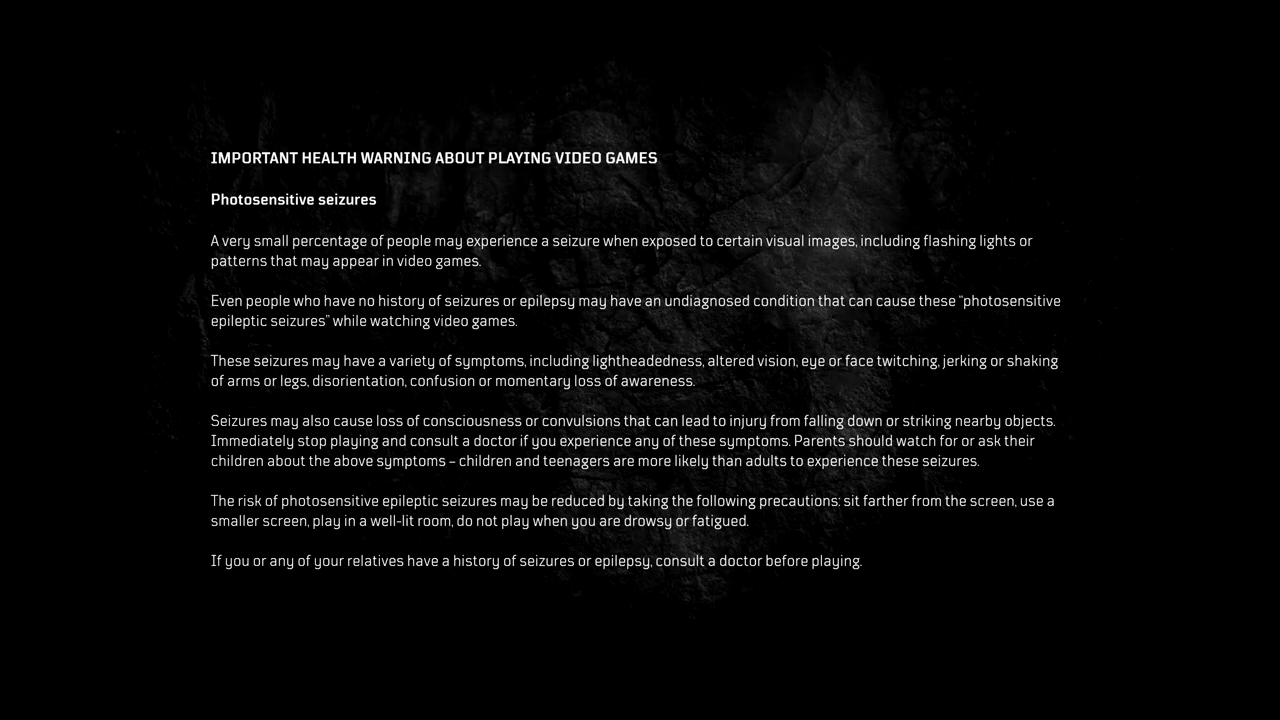 IMPORTANT HEALTH WARNING ABOUT PLAYING VIDEO GAMES
Photosensitive seizures
A very small percentage of people may experience a seizure when exposed to certain visual images, including flashing lights or
patterns that may appear in video games.
Even people who have no history of seizures or epilepsy may have an undiagnosed condition that can cause these “photosensitive
epileptic seizures” while watching video games.
These seizures may have a variety of symptoms, including lightheadedness, altered vision, eye or face twitching, jerking or shaking
of arms or legs, disorientation, confusion or momentary loss of awareness.
Seizures may also cause loss of consciousness or convulsions that can lead to injury from falling down or striking nearby objects.
Immediately stop playing and consult a doctor if you experience any of these symptoms. Parents should watch for or ask their
children about the above symptoms – children and teenagers are more likely than adults to experience these seizures.
The risk of photosensitive epileptic seizures may be reduced by taking the following precautions: sit farther from the screen, use a
smaller screen, play in a well-lit room, do not play when you are drowsy or fatigued.
If you or any of your relatives have a history of seizures or epilepsy, consult a doctor before playing.